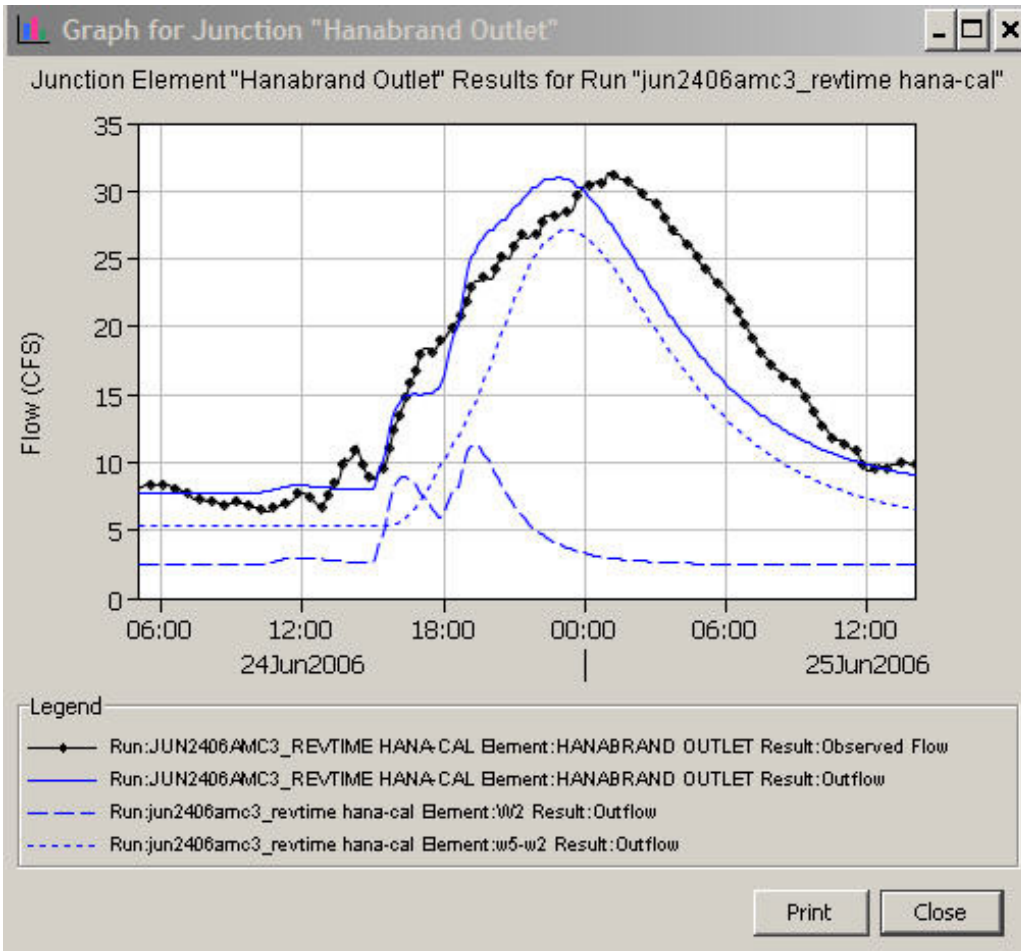 Graph for Junction "Hanabrand Outlet"
Junction Element "Hanabrand Outlet" Results for Run "jun2406amc3_revtime hana-cal"
35
30
25
20
15
10
5
0
Flow (CFS)
06:00 12:00 18:00 00:00 06:00 12:00
24Jun2006 | 25Jun2006
Legend
Run:JUN2406AMC3_REVTIME HANA-CAL Element:HANABRAND OUTLET Result:Observed Flow
Run:JUN2406AMC3_REVTIME HANA-CAL Element:HANABRAND OUTLET Result:Outflow
Run:jun2406amc3_revtime hana-cal Element:W2 Result:Outflow
Run:jun2406amc3_revtime hana-cal Element:w5-w2 Result:Outflow
Print Close